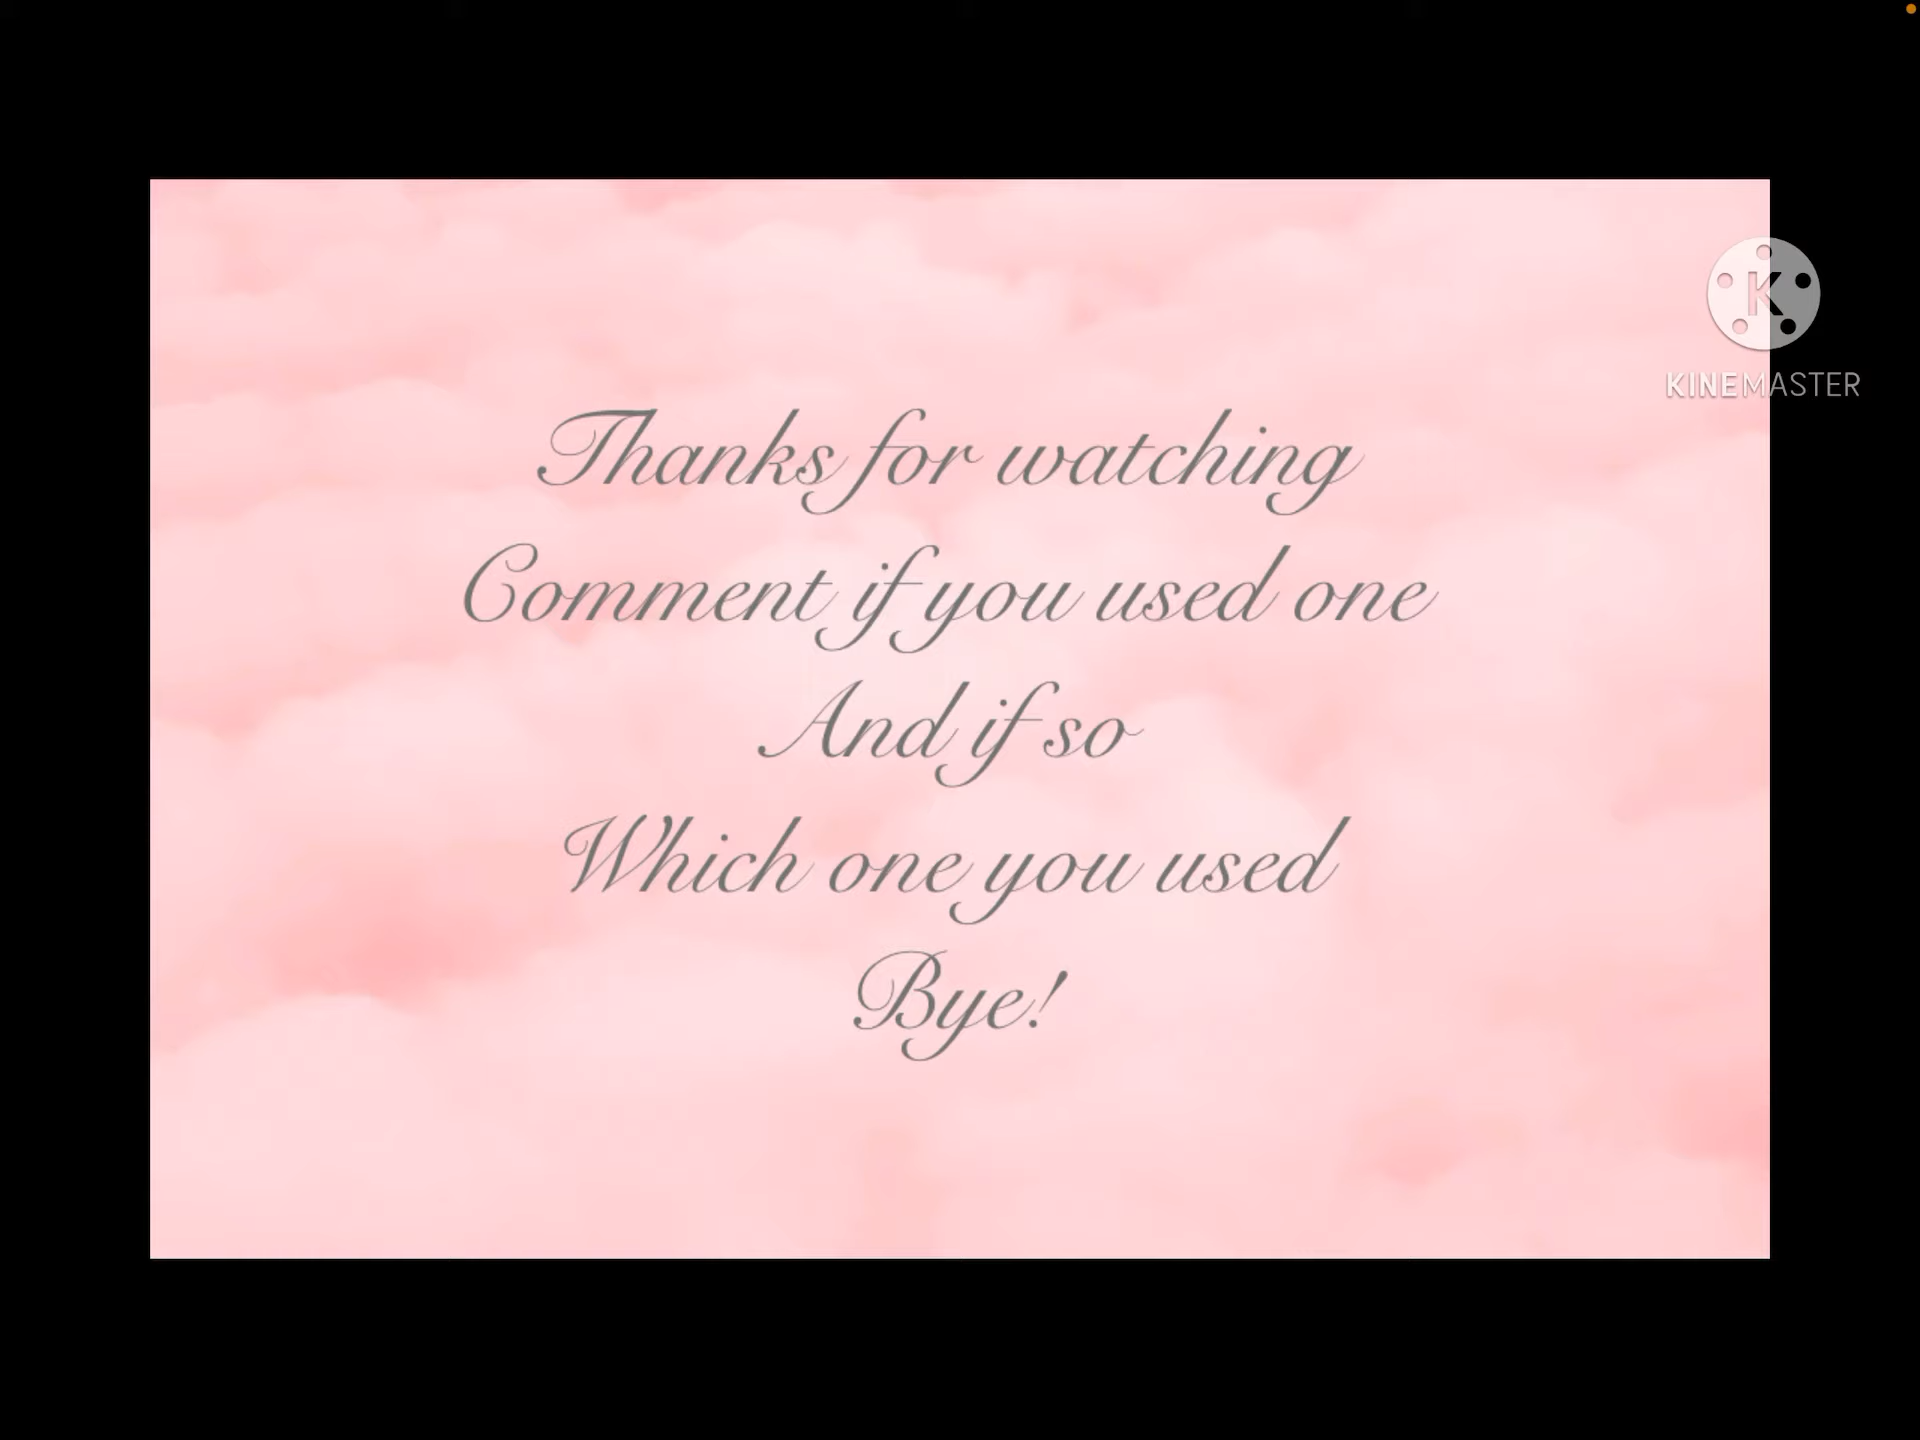 Thanks for watching
Comment if you used one
And if so
Which one you used
Bye!
K
KINEMASTER